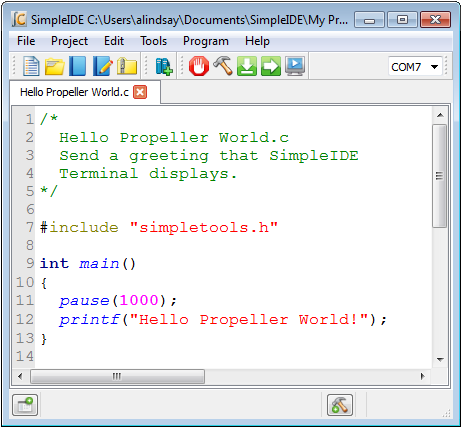 SimpleIDE C:\Users\alindsay\Documents\SimpleIDE\My Pr...
File Project Edit Tools Program Help
COM7
Hello Propeller World.c
1 /*
2   Hello Propeller World.c
3   Send a greeting that SimpleIDE
4   Terminal displays.
5 */
6
7 #include "simpletools.h"
8
9 int main()
10 {
11   pause(1000);
12   printf("Hello Propeller World!");
13 }
14